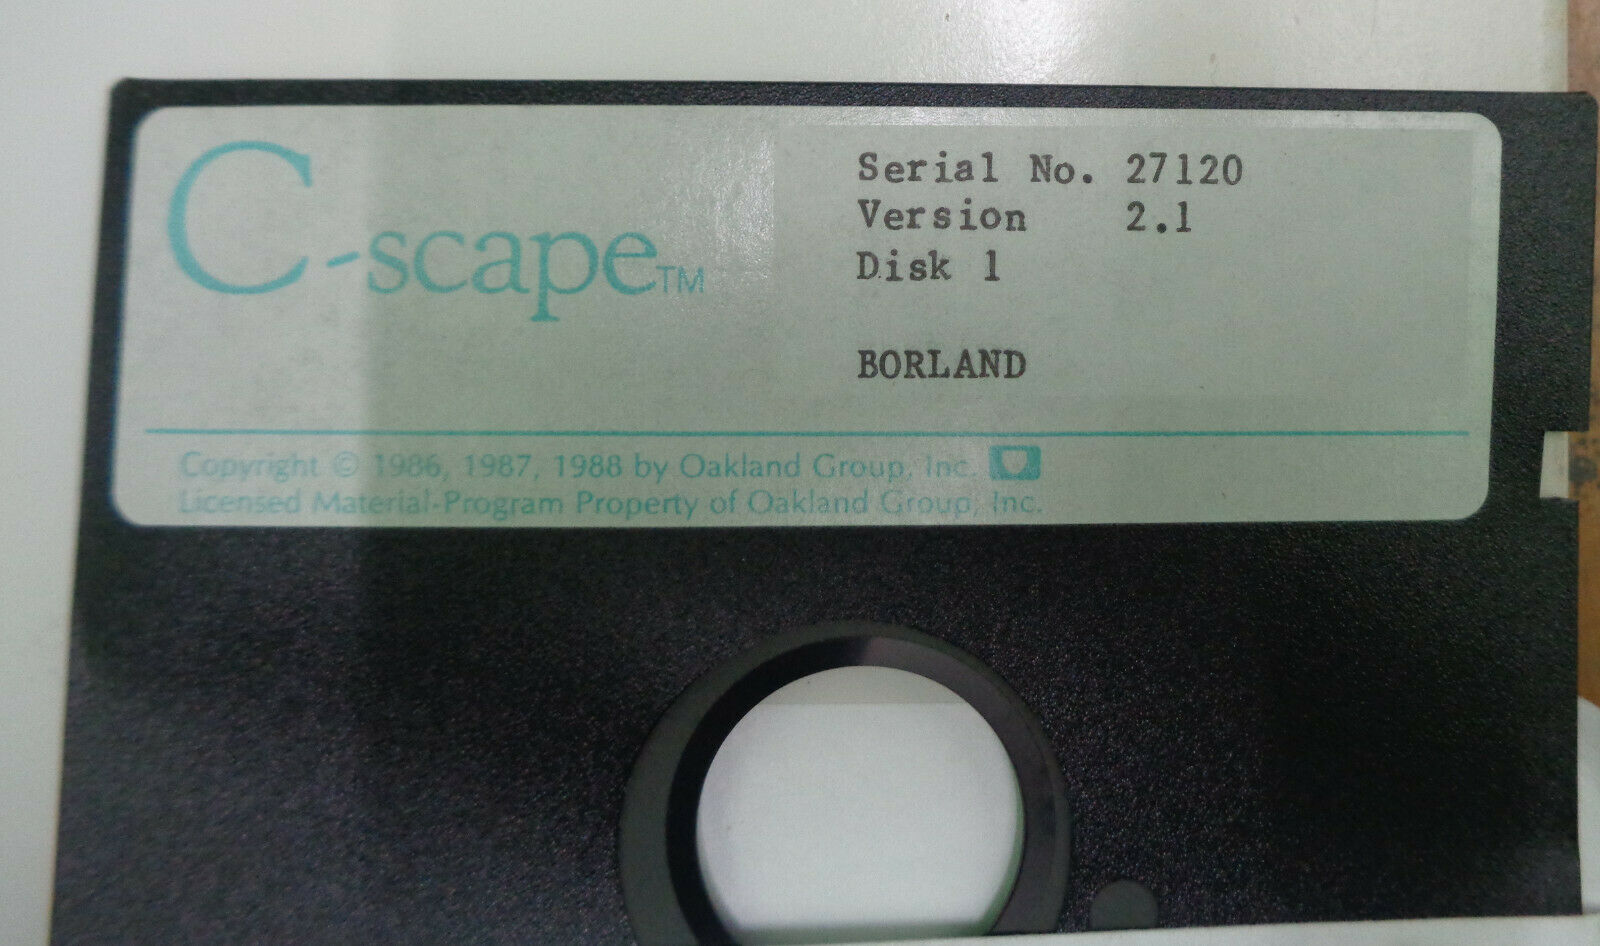 C-scape™
Serial No. 27120
Version 2.1
Disk 1
BORLAND
Copyright © 1986, 1987, 1988 by Oakland Group, Inc.
Licensed Material-Program Property of Oakland Group, Inc.